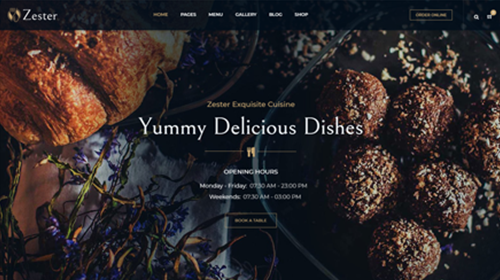 Zester
HOME PAGES MENU GALLERY BLOG SHOP
ORDER ONLINE
Zester Exquisite Cuisine
Yummy Delicious Dishes
OPENING HOURS
Monday - Friday: 07:30 AM - 23:00 PM
Weekends: 07:30 AM - 03:00 PM
BOOK A TABLE